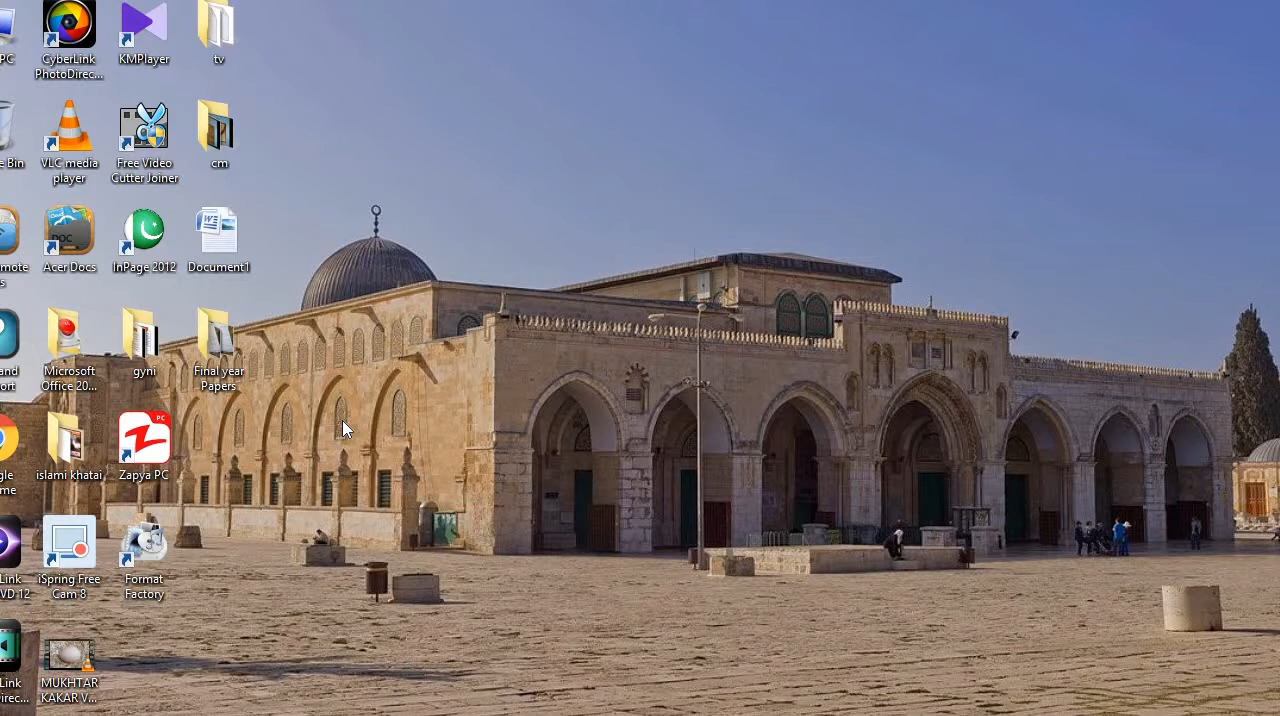 PC
CyberLink
PhotoDirec...
KMPlayer
tv
e Bin
VLC media
player
Free Video
Cutter Joiner
cm
mote
s
DOC
Acer Docs
InPage 2012
W
Document1
and
ort
Microsoft
Office 20...
gyni
Final year
Papers
gle
me
islami khatai
PC
Zapya PC
Link
VD 12
iSpring Free
Cam 8
Format
Factory
Link
Direc...
MUKHTAR
KAKAR V...